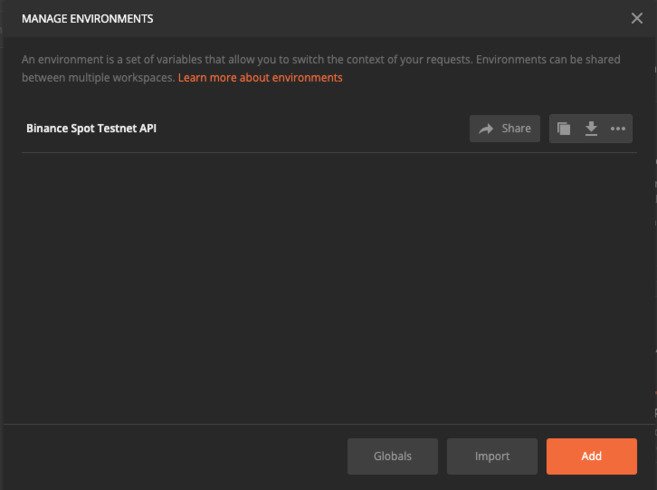 MANAGE ENVIRONMENTS
An environment is a set of variables that allow you to switch the context of your requests. Environments can be shared
between multiple workspaces. Learn more about environments
Binance Spot Testnet API
Share
Globals
Import
Add